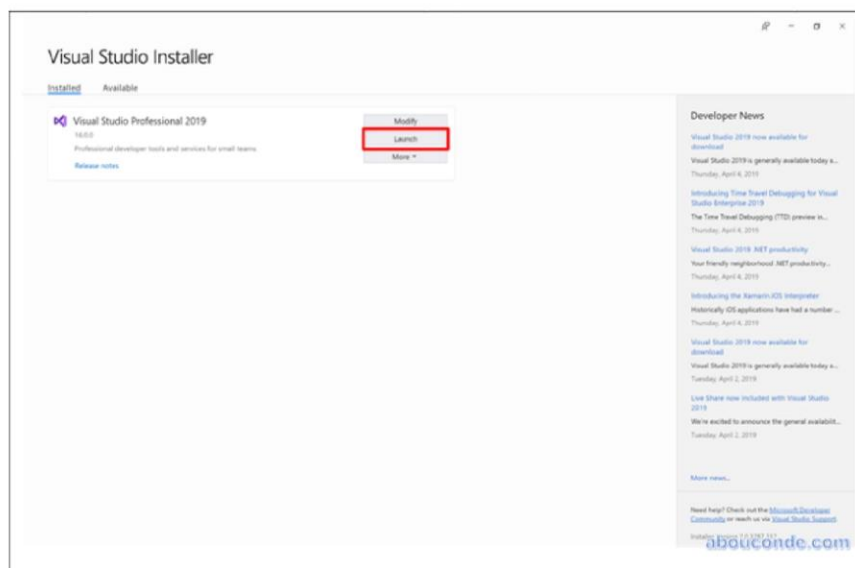 Visual Studio Installer
Installed Available
Visual Studio Professional 2019
16.0.0
Professional developer tools and services for small teams.
Release notes
Modify
Launch
More
Developer News
Visual Studio 2019 now available for
download
Visual Studio 2019 is generally available today a...
Thursday, April 4, 2019
Introducing Time Travel Debugging for Visual
Studio Enterprise 2019
The Time Travel Debugging (TTD) preview in...
Thursday, April 4, 2019
Visual Studio 2019 .NET productivity
Your friendly neighborhood .NET productivity...
Thursday, April 4, 2019
Introducing the Xamarin.iOS interpreter
Historically iOS applications have had a number ...
Thursday, April 4, 2019
Visual Studio 2019 now available for
download
Visual Studio 2019 is generally available today a...
Tuesday, April 2, 2019
Live Share now included with Visual Studio
2019
We're excited to announce the general availabilit...
Tuesday, April 2, 2019
More news...
Need help? Check out the Microsoft Developer
Community or reach us via Visual Studio Support.
Installer Version
abouconde.com